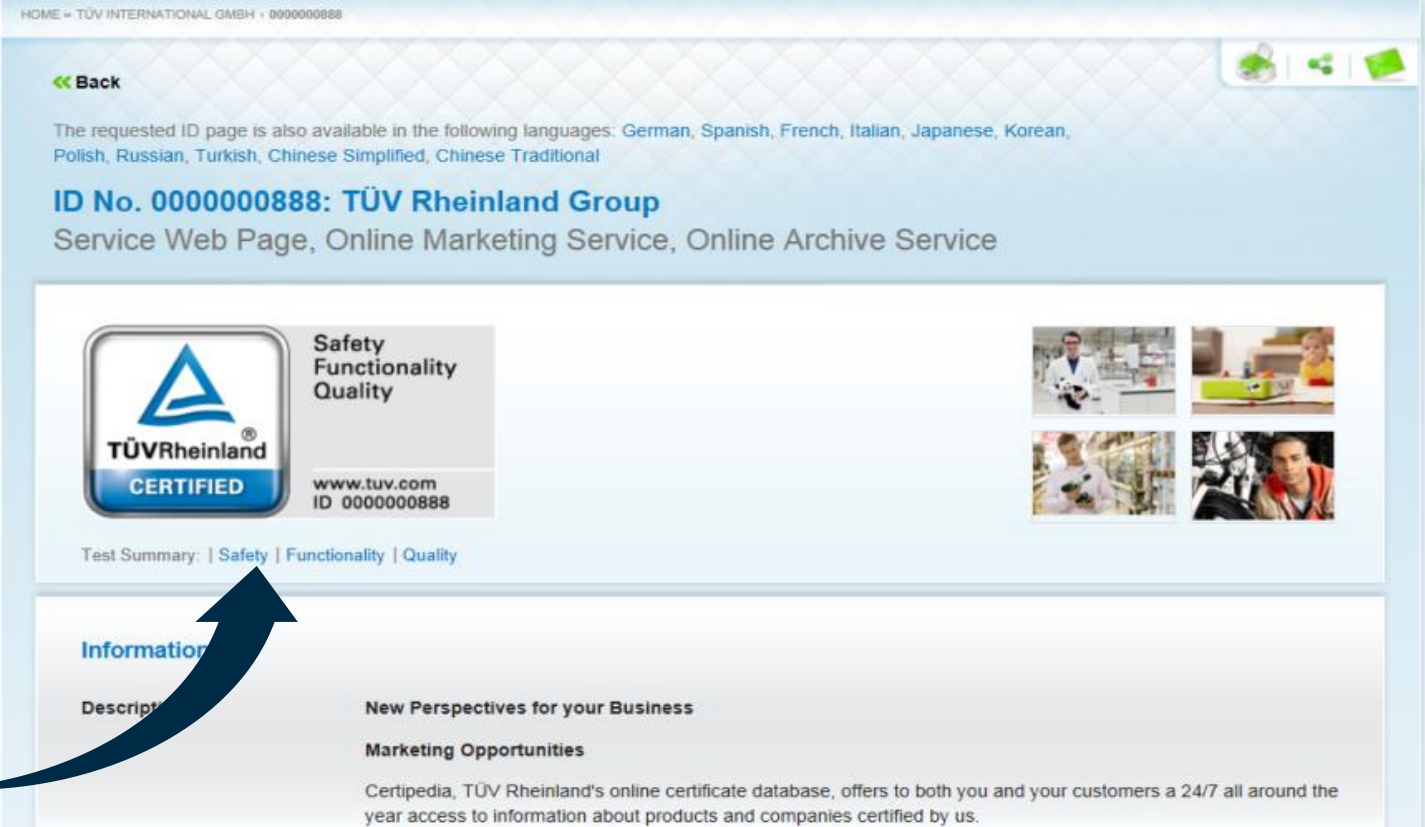 HOME » TÜV INTERNATIONAL GMBH › 0000000888
Back
The requested ID page is also available in the following languages: German, Spanish, French, Italian, Japanese, Korean,
Polish, Russian, Turkish, Chinese Simplified, Chinese Traditional
ID No. 0000000888: TÜV Rheinland Group
Service Web Page, Online Marketing Service, Online Archive Service
TÜVRheinland®
CERTIFIED
Safety
Functionality
Quality
www.tuv.com
ID 0000000888
Test Summary: | Safety | Functionality | Quality
Information
Descripti
New Perspectives for your Business
Marketing Opportunities
Certipedia, TÜV Rheinland's online certificate database, offers to both you and your customers a 24/7 all around the
year access to information about products and companies certified by us.